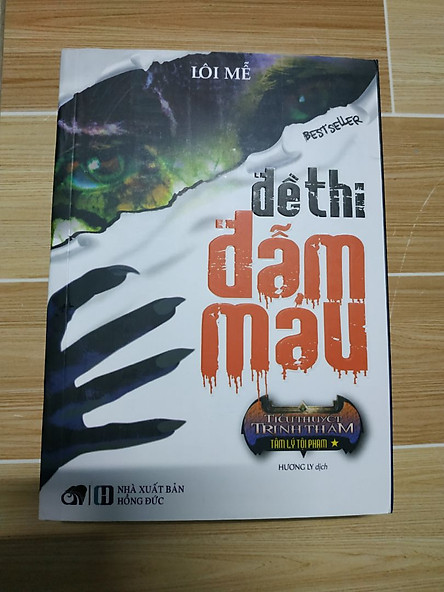 LÔI MỄ
BESTSELLER
đề thi
đẫm
máu
TIỂU THUYẾT
TRINH THÁM
TÂM LÝ TỘI PHẠM
HƯƠNG LY dịch
H
NHÀ XUẤT BẢN
HỒNG ĐỨC